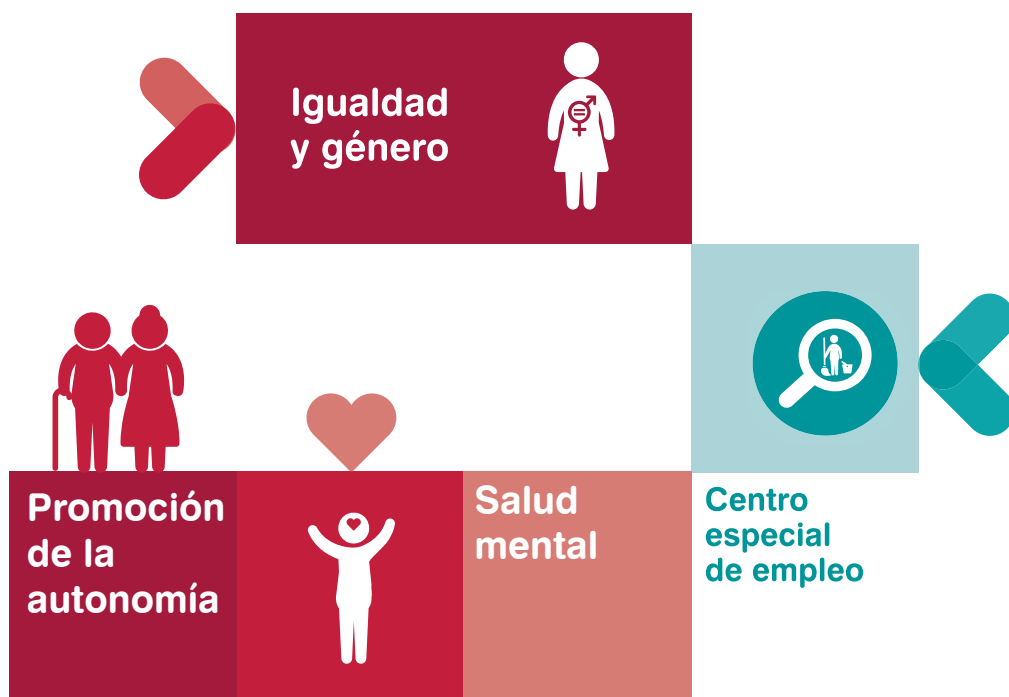 Igualdad
y género
Promoción
de la
autonomía
Salud
mental
Centro
especial
de empleo